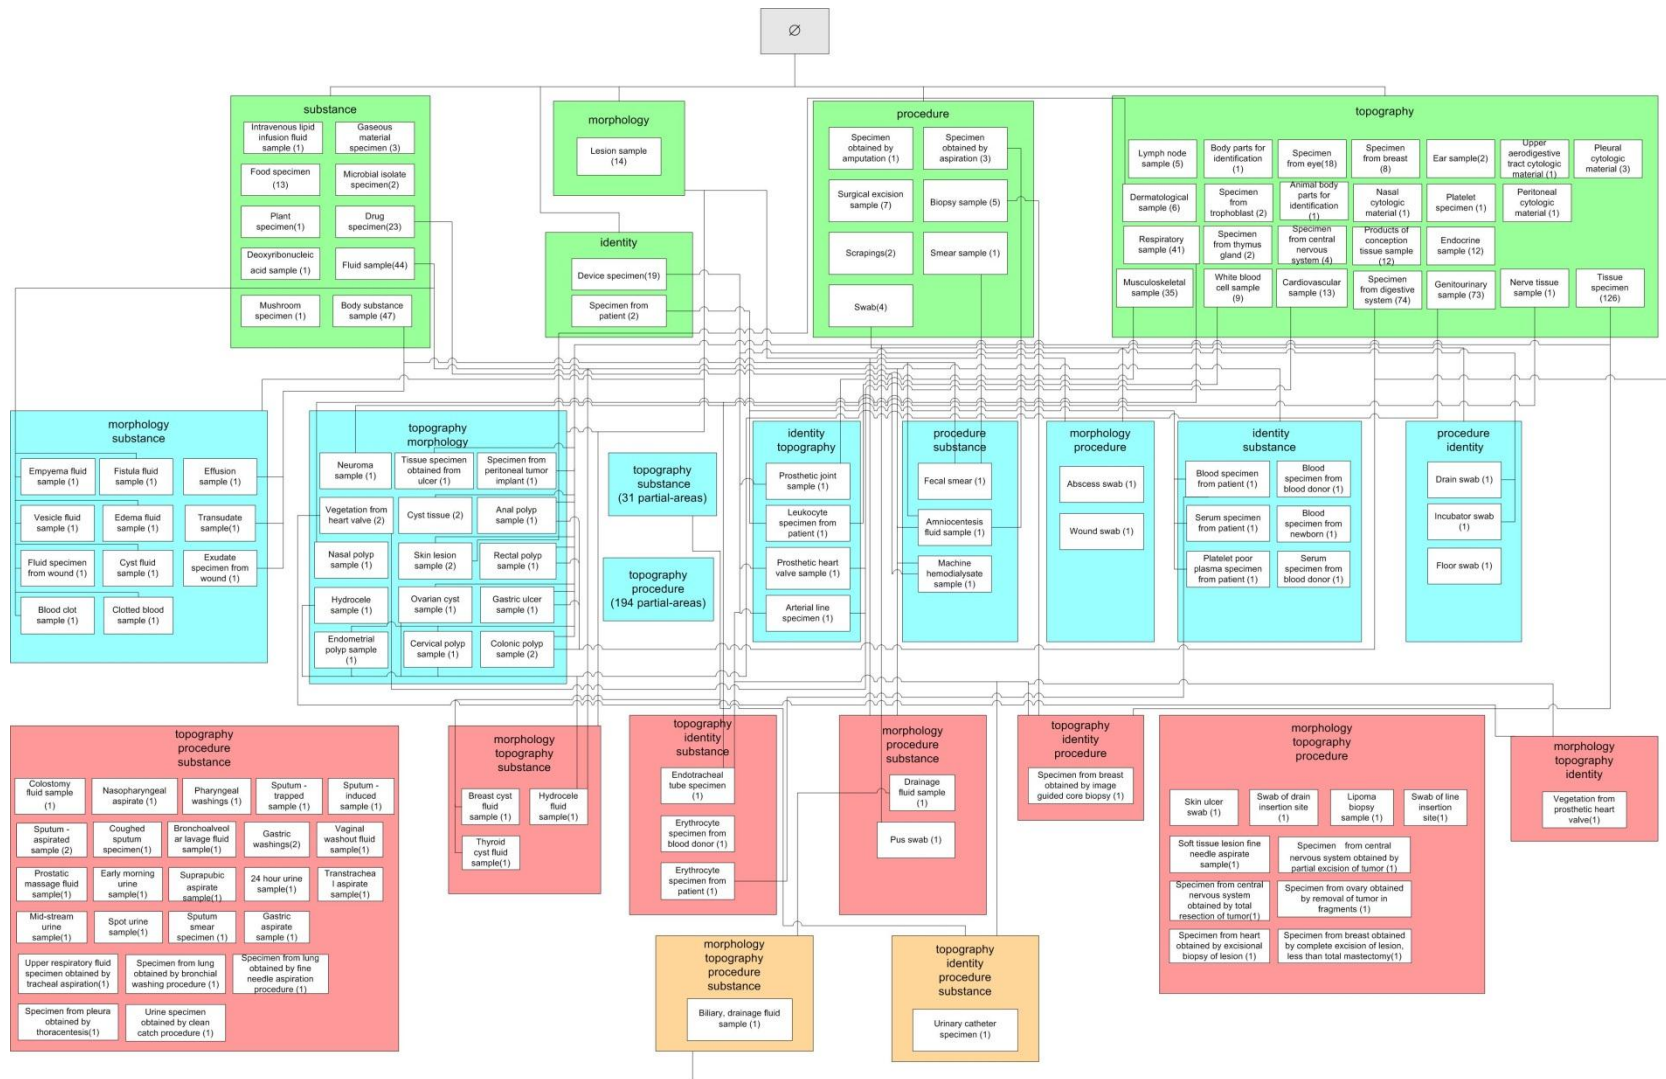 ∅
substance
Intravenous lipid
infusion fluid
sample (1)
Gaseous
material
specimen (3)
Food specimen
(13)
Microbial isolate
specimen(2)
Plant
specimen(1)
Drug
specimen(23)
Deoxyribonucleic
acid sample (1)
Fluid sample(44)
Mushroom
specimen (1)
Body substance
sample (47)
morphology
Lesion sample
(14)
identity
Device specimen(19)
Specimen from
patient (2)
procedure
Specimen
obtained by
amputation (1)
Specimen
obtained by
aspiration (3)
Surgical excision
sample (7)
Biopsy sample (5)
Scrapings(2)
Smear sample (1)
Swab(4)
topography
Lymph node
sample (5)
Body parts for
identification
(1)
Specimen
from eye(18)
Specimen
from breast
(8)
Ear sample(2)
Upper
aerodigestive
tract cytologic
material (1)
Pleural
cytologic
material (3)
Dermatological
sample (6)
Specimen
from
trophoblast (2)
Animal body
parts for
identification
(1)
Nasal
cytologic
material (1)
Platelet
specimen (1)
Peritoneal
cytologic
material (1)
Respiratory
sample (41)
Specimen
from thymus
gland (2)
Specimen
from central
nervous
system (4)
Products of
conception
tissue sample
(12)
Endocrine
sample (12)
Musculoskeletal
sample (35)
White blood
cell sample
(9)
Cardiovascular
sample (13)
Specimen
from digestive
system (74)
Genitourinary
sample (73)
Nerve tissue
sample (1)
Tissue
specimen
(126)
morphology
substance
Empyema fluid
sample (1)
Fistula fluid
sample (1)
Effusion
sample (1)
Vesicle fluid
sample (1)
Edema fluid
sample (1)
Transudate
sample(1)
Fluid specimen
from wound (1)
Cyst fluid
sample (1)
Exudate
specimen from
wound (1)
Blood clot
sample (1)
Clotted blood
sample (1)
topography
morphology
Neuroma
sample (1)
Tissue specimen
obtained from
ulcer (1)
Specimen from
peritoneal tumor
implant (1)
Vegetation from
heart valve (2)
Cyst tissue (2)
Anal polyp
sample (1)
Nasal polyp
sample (1)
Skin lesion
sample (2)
Rectal polyp
sample (1)
Hydrocele
sample (1)
Ovarian cyst
sample (1)
Gastric ulcer
sample (1)
Endometrial
polyp sample
(1)
Cervical polyp
sample (1)
Colonic polyp
sample (2)
topography
substance
(31 partial-areas)
topography
procedure
(194 partial-areas)
identity
topography
Prosthetic joint
sample (1)
Leukocyte
specimen from
patient (1)
Prosthetic heart
valve sample (1)
Arterial line
specimen (1)
procedure
substance
Fecal smear (1)
Amniocentesis
fluid sample (1)
Machine
hemodialysate
sample (1)
morphology
procedure
Abscess swab (1)
Wound swab (1)
identity
substance
Blood specimen
from patient (1)
Blood
specimen from
blood donor (1)
Serum specimen
from patient (1)
Blood
specimen from
newborn (1)
Platelet poor
plasma specimen
from patient (1)
Serum
specimen from
blood donor (1)
procedure
identity
Drain swab (1)
Incubator swab
(1)
Floor swab (1)
topography
procedure
substance
Colostomy
fluid sample
(1)
Nasopharyngeal
aspirate (1)
Pharyngeal
washings (1)
Sputum -
trapped
sample (1)
Sputum -
induced
sample (1)
Sputum -
aspirated
sample (2)
Coughed
sputum
specimen(1)
Bronchoalveol
ar lavage fluid
sample(1)
Gastric
washings(2)
Vaginal
washout fluid
sample(1)
Prostatic
massage fluid
sample(1)
Early morning
urine
sample(1)
Suprapubic
aspirate
sample(1)
24 hour urine
sample(1)
Transtrachea
l aspirate
sample(1)
Mid-stream
urine
sample(1)
Spot urine
sample(1)
Sputum
smear
specimen (1)
Gastric
aspirate
sample (1)
Upper respiratory fluid
specimen obtained by
tracheal aspiration(1)
Specimen from lung
obtained by bronchial
washing procedure (1)
Specimen from lung
obtained by fine
needle aspiration
procedure (1)
Specimen from pleura
obtained by
thoracentesis(1)
Urine specimen
obtained by clean
catch procedure (1)
morphology
topography
substance
Breast cyst
fluid
sample (1)
Hydrocele
fluid
sample(1)
Thyroid
cyst fluid
sample(1)
topography
identity
substance
Endotracheal
tube specimen
(1)
Erythrocyte
specimen from
blood donor (1)
Erythrocyte
specimen from
patient (1)
morphology
procedure
substance
Drainage
fluid sample
(1)
Pus swab (1)
topography
identity
procedure
Specimen from breast
obtained by image
guided core biopsy (1)
morphology
topography
procedure
Skin ulcer
swab (1)
Swab of drain
insertion site
(1)
Lipoma
biopsy
sample (1)
Swab of line
insertion
site(1)
Soft tissue lesion fine
needle aspirate
sample(1)
Specimen from central
nervous system obtained by
partial excision of tumor (1)
Specimen from central
nervous system
obtained by total
resection of tumor(1)
Specimen from ovary obtained
by removal of tumor in
fragments (1)
Specimen from heart
obtained by excisional
biopsy of lesion (1)
Specimen from breast obtained
by complete excision of lesion,
less than total mastectomy(1)
morphology
topography
identity
Vegetation from
prosthetic heart
valve(1)
morphology
topography
procedure
substance
Biliary, drainage fluid
sample (1)
topography
identity
procedure
substance
Urinary catheter
specimen (1)